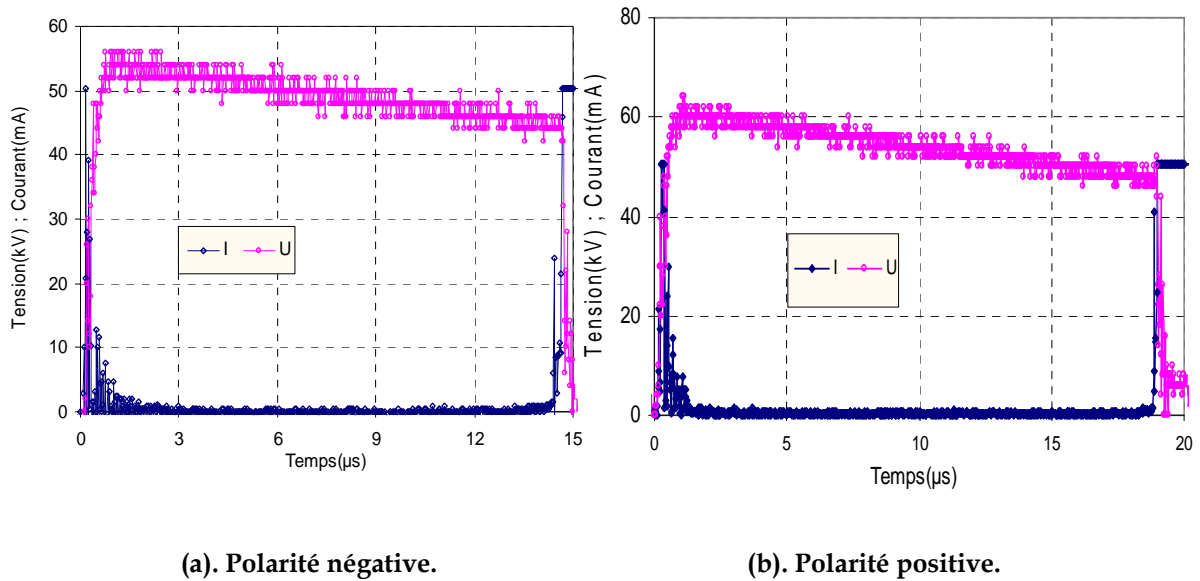 60
50
40
30
20
10
0
Tension(kV) ; Courant(mA)
I U
0 3 6 9 12 15
Temps(µs)
80
60
40
20
0
Tension(kV) ; Courant(mA)
I U
0 5 10 15 20
Temps(µs)
(a). Polarité négative.
(b). Polarité positive.